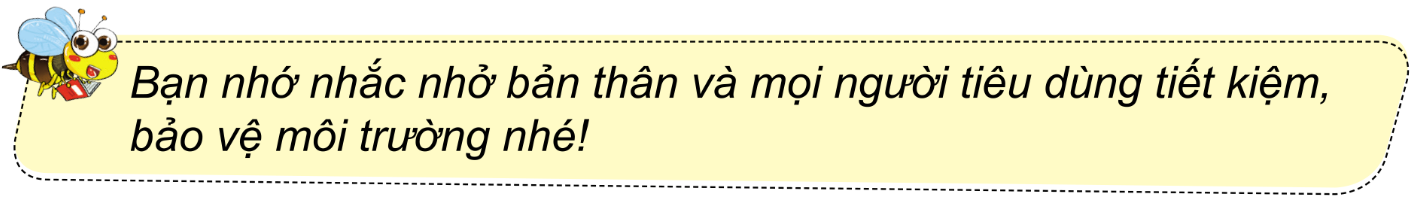 Bạn nhớ nhắc nhở bản thân và mọi người tiêu dùng tiết kiệm,
bảo vệ môi trường nhé!